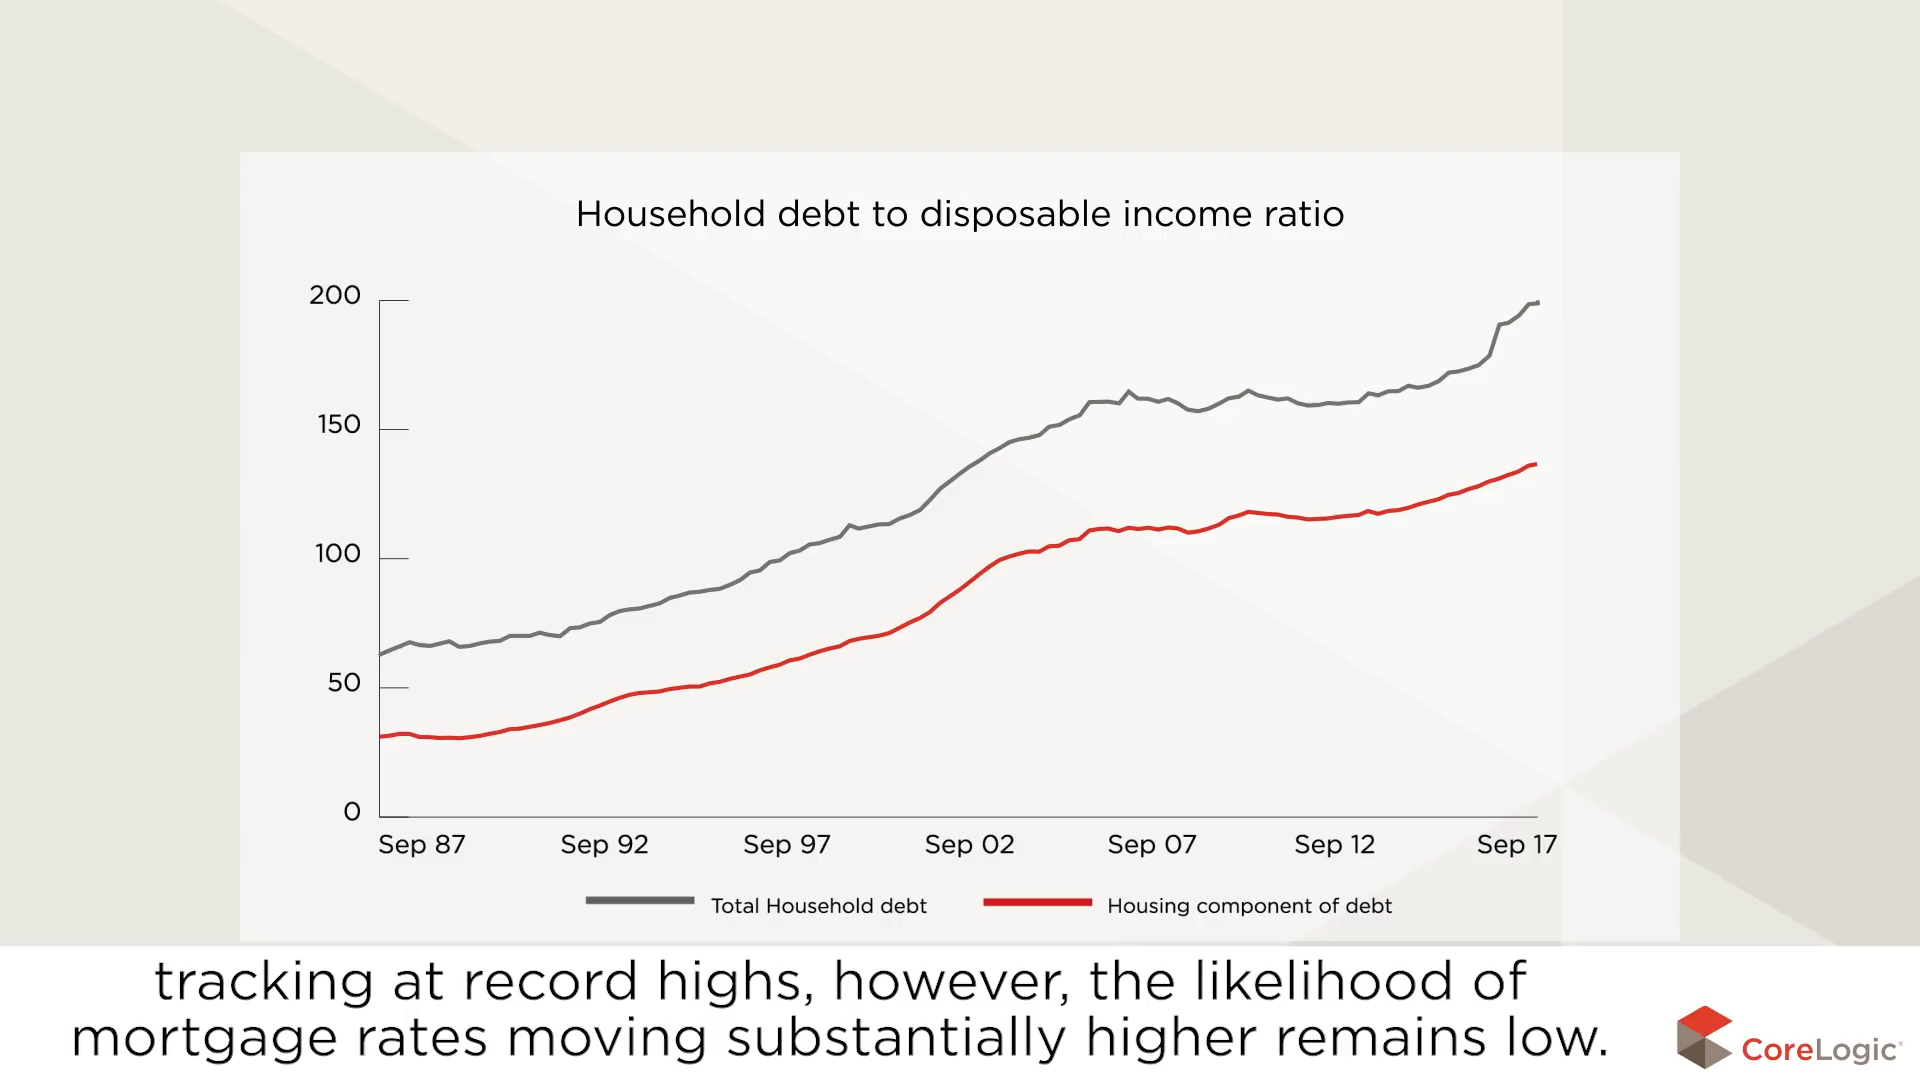 Household debt to disposable income ratio
200
150
100
50
0
Sep 87 Sep 92 Sep 97 Sep 02 Sep 07 Sep 12 Sep 17
Total Household debt Housing component of debt
tracking at record highs, however, the likelihood of
mortgage rates moving substantially higher remains low.
CoreLogic